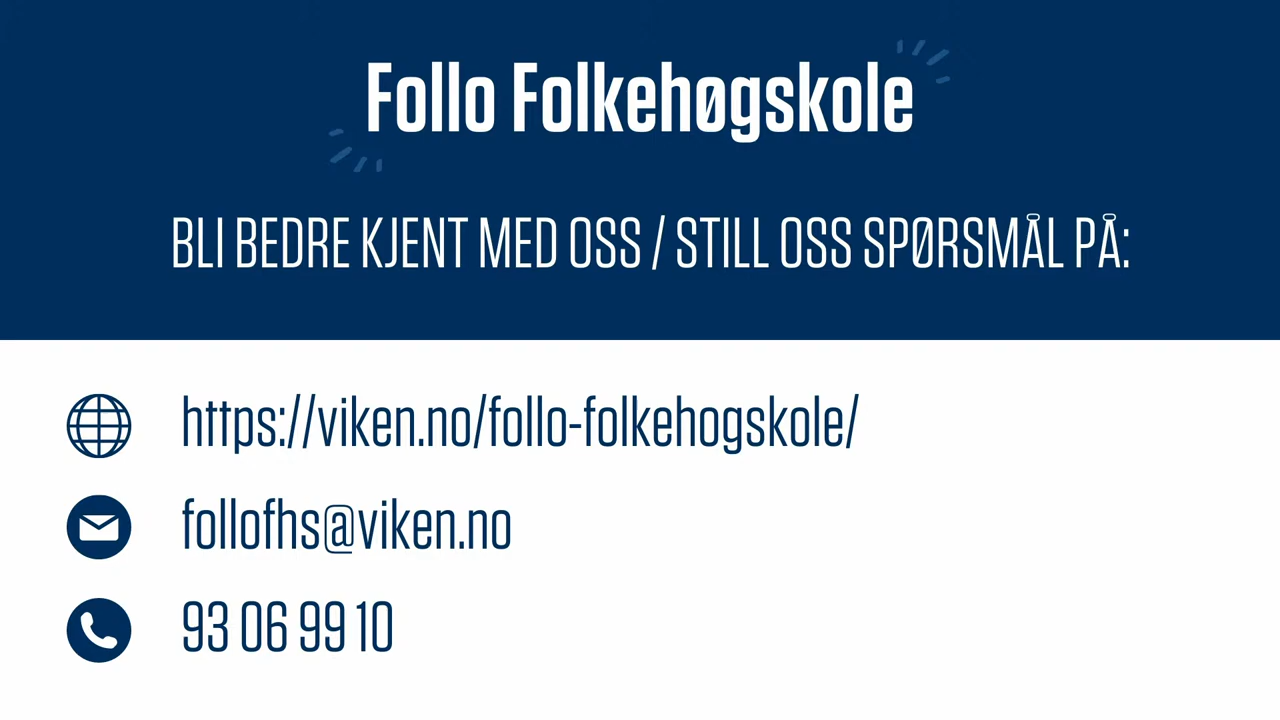 Follo Folkehøgskole
BLI BEDRE KJENT MED OSS / STILL OSS SPØRSMÅL PÅ:
https://viken.no/follo-folkehogskole/
follofhs@viken.no
93 06 99 10